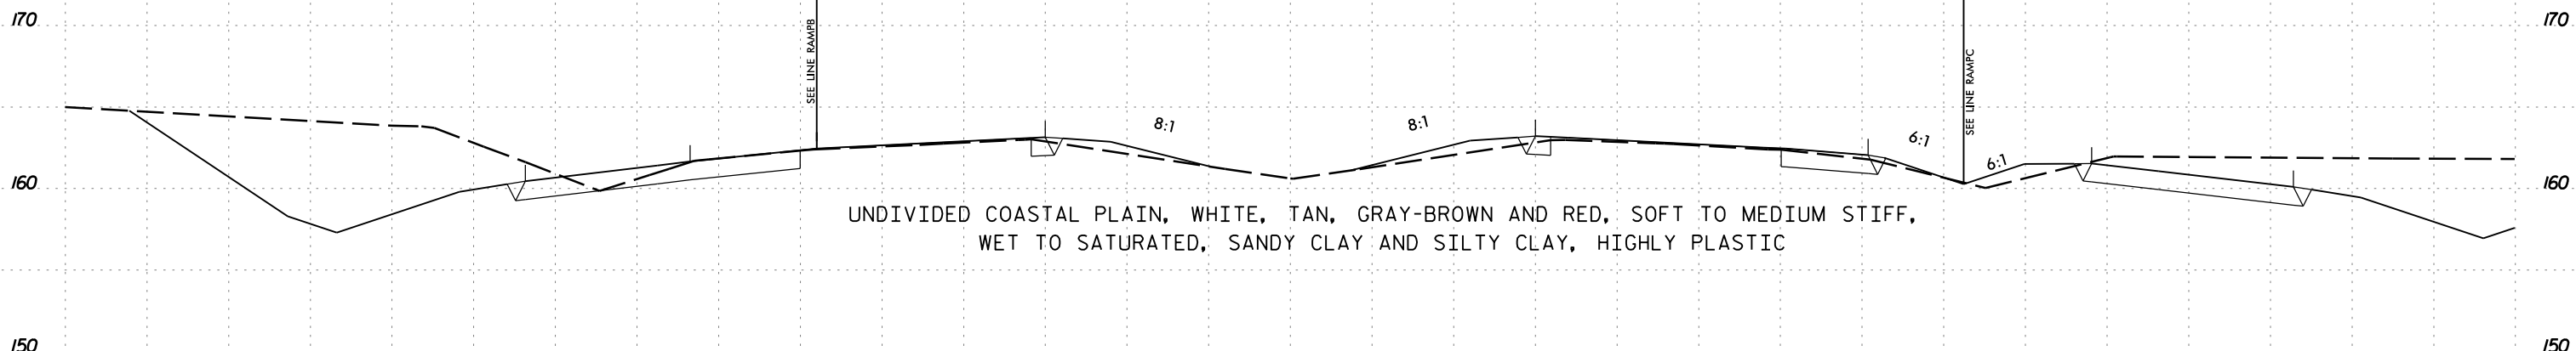 170
170
SEE LINE RAMPB
SEE LINE RAMPC
8:1
8:1
6:1
6:1
160
160
UNDIVIDED COASTAL PLAIN, WHITE, TAN, GRAY-BROWN AND RED, SOFT TO MEDIUM STIFF,
WET TO SATURATED, SANDY CLAY AND SILTY CLAY, HIGHLY PLASTIC
150
150